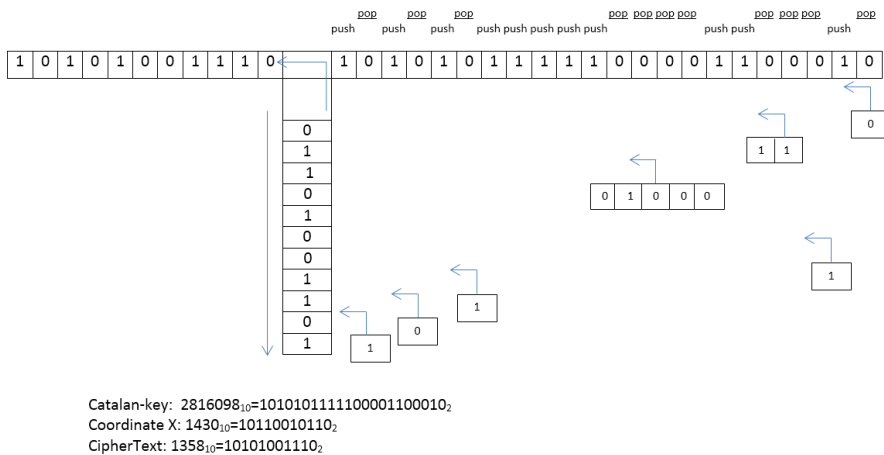 pop pop pop pop pop pop pop pop pop pop pop
push push push push push push push push push push push
1 0 1 0 1 0 0 1 1 1 0 1 0 1 0 1 0 1 1 1 1 1 0 0 0 0 1 1 0 0 0 1 0
0
1
1
0
1
0
0
1
1
0
1
0
1 1
0 1 0 0 0
1
1
0
1
Catalan-key: 2816098₁₀=1010101111100001100010₂
Coordinate X: 1430₁₀=10110010110₂
CipherText: 1358₁₀=10101001110₂